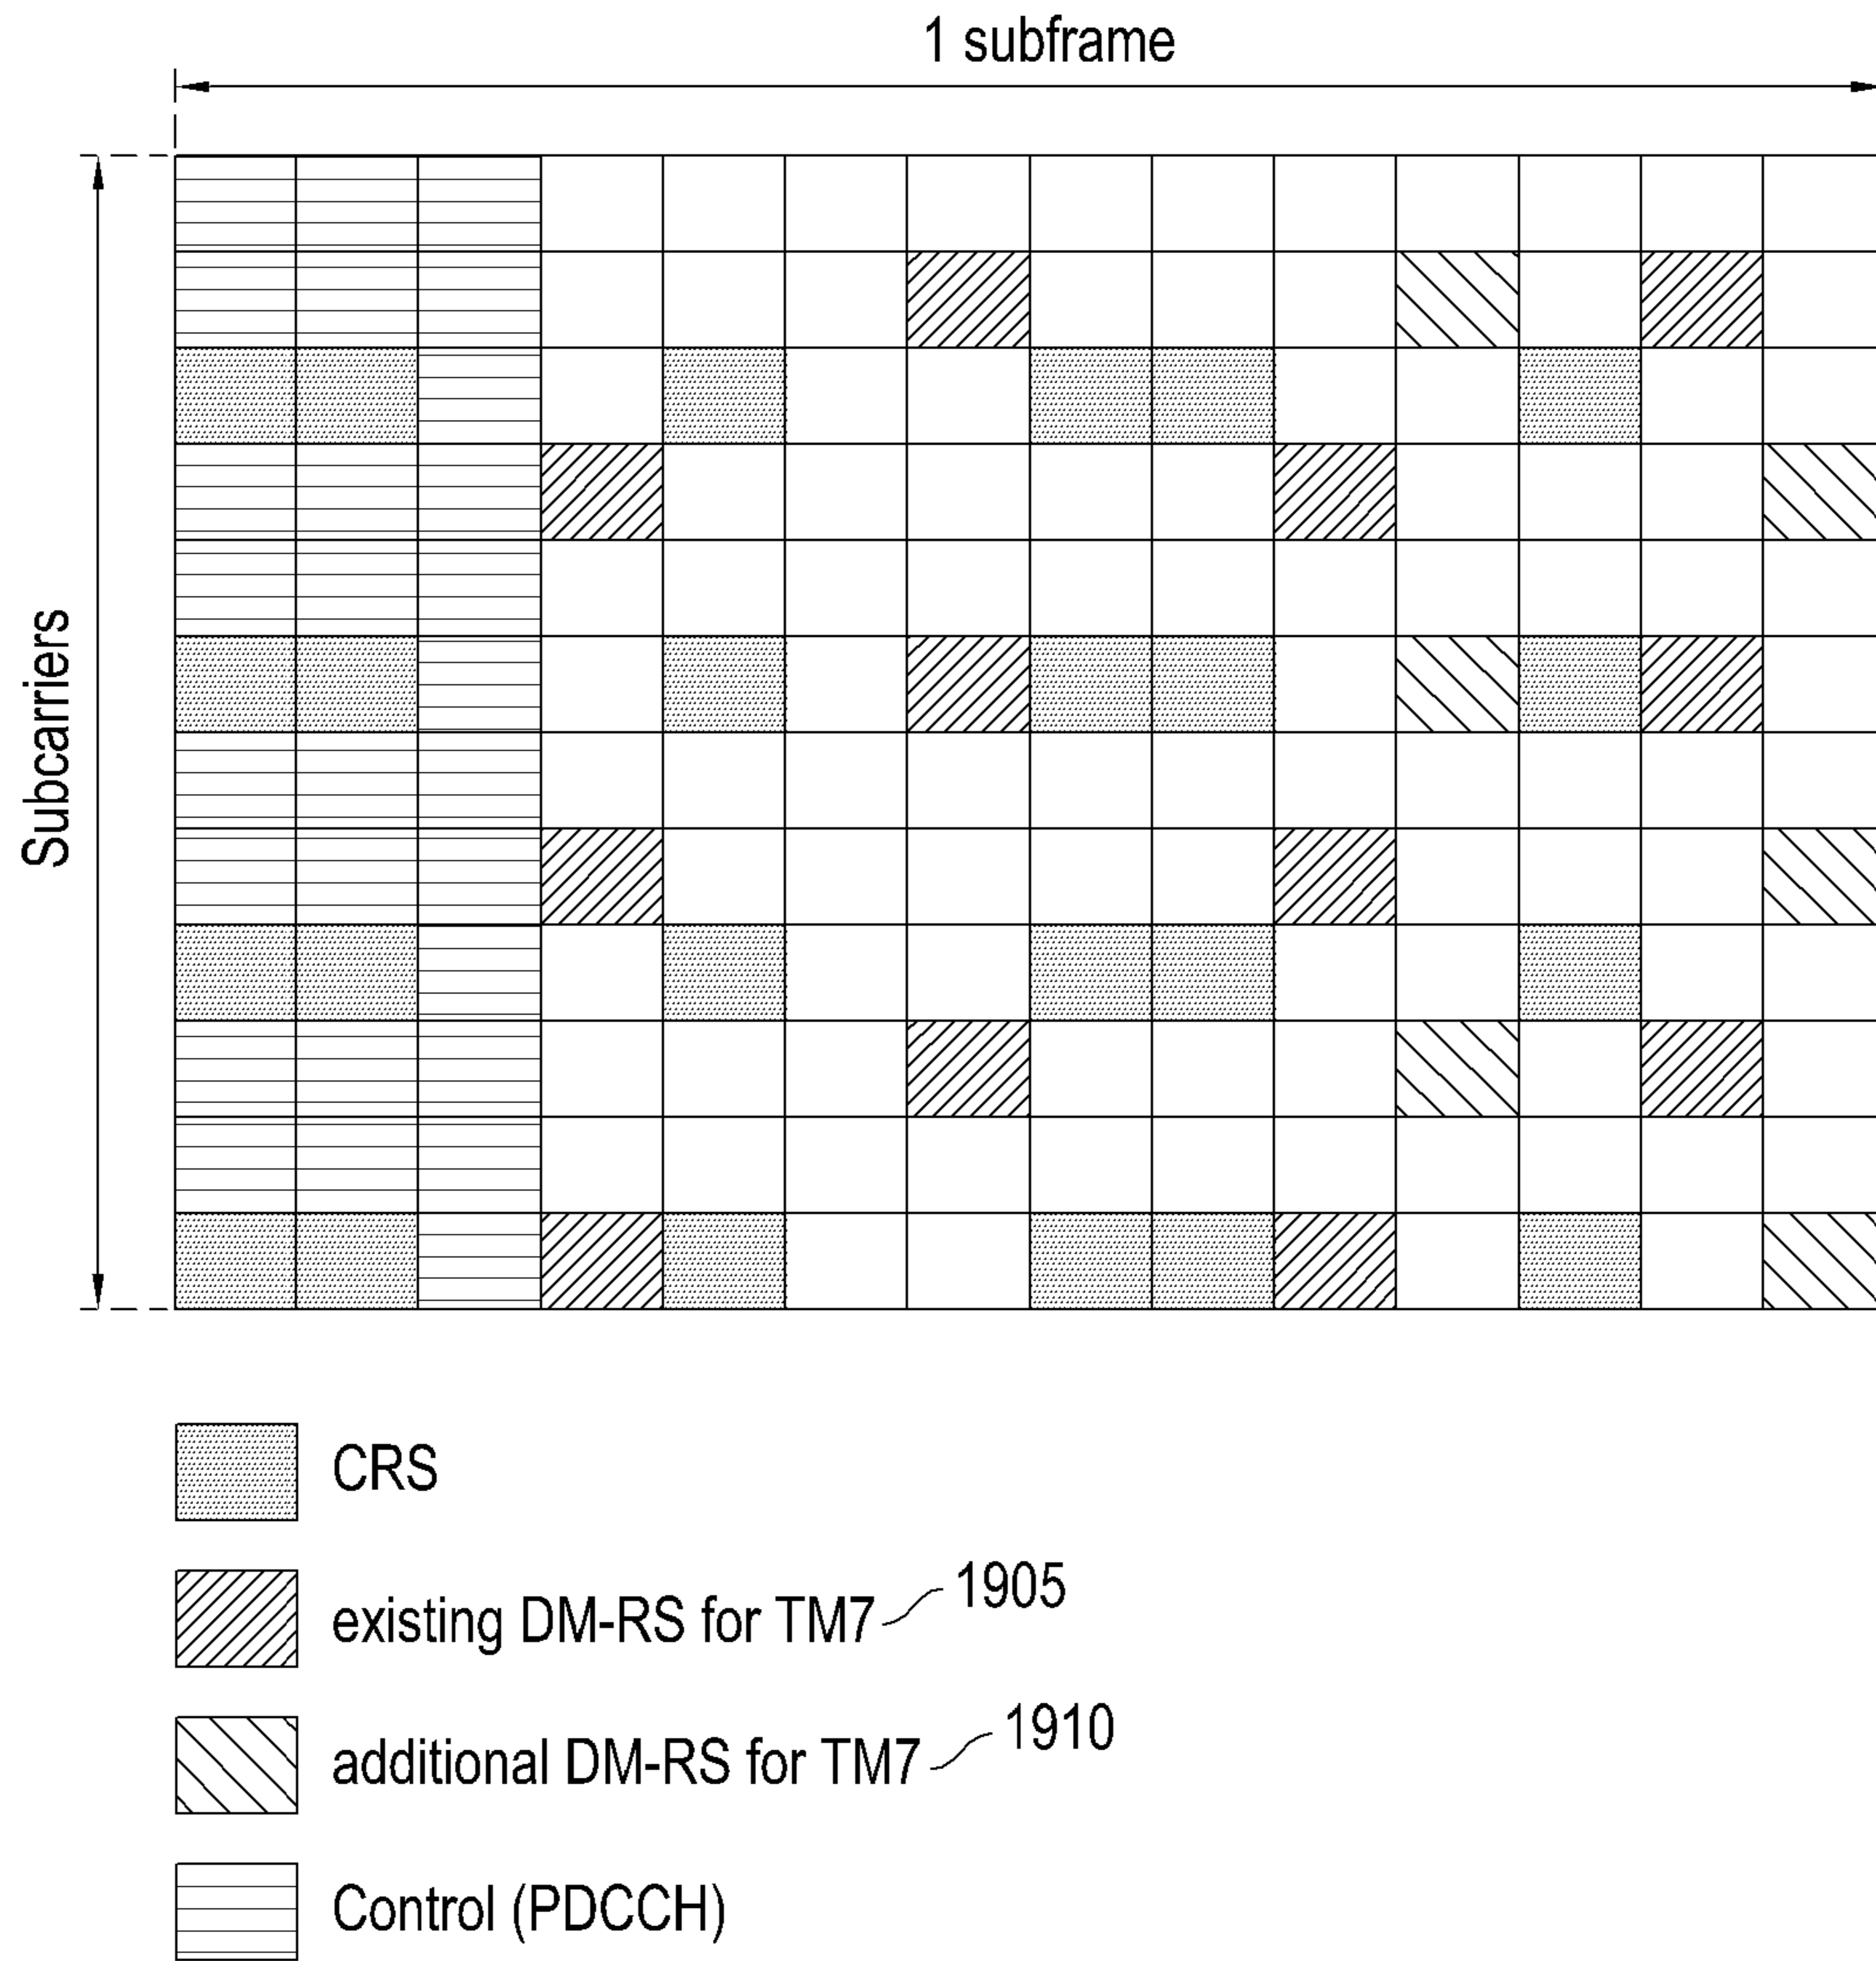 1 subframe
Subcarriers
CRS
existing DM-RS for TM7 1905
additional DM-RS for TM7 1910
Control (PDCCH)